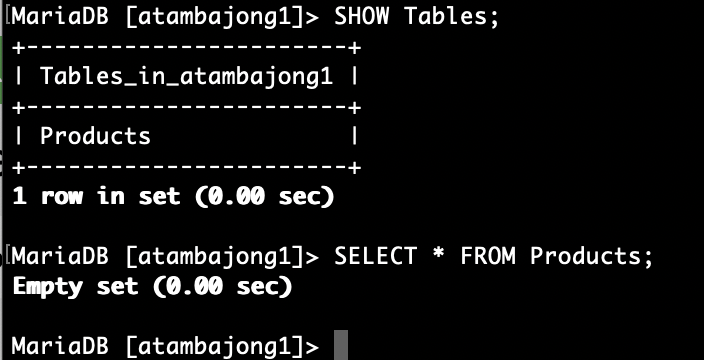 MariaDB [atambajong1]> SHOW Tables;
+-----------------------+
| Tables_in_atambajong1 |
+-----------------------+
| Products              |
+-----------------------+
1 row in set (0.00 sec)
MariaDB [atambajong1]> SELECT * FROM Products;
Empty set (0.00 sec)
MariaDB [atambajong1]>